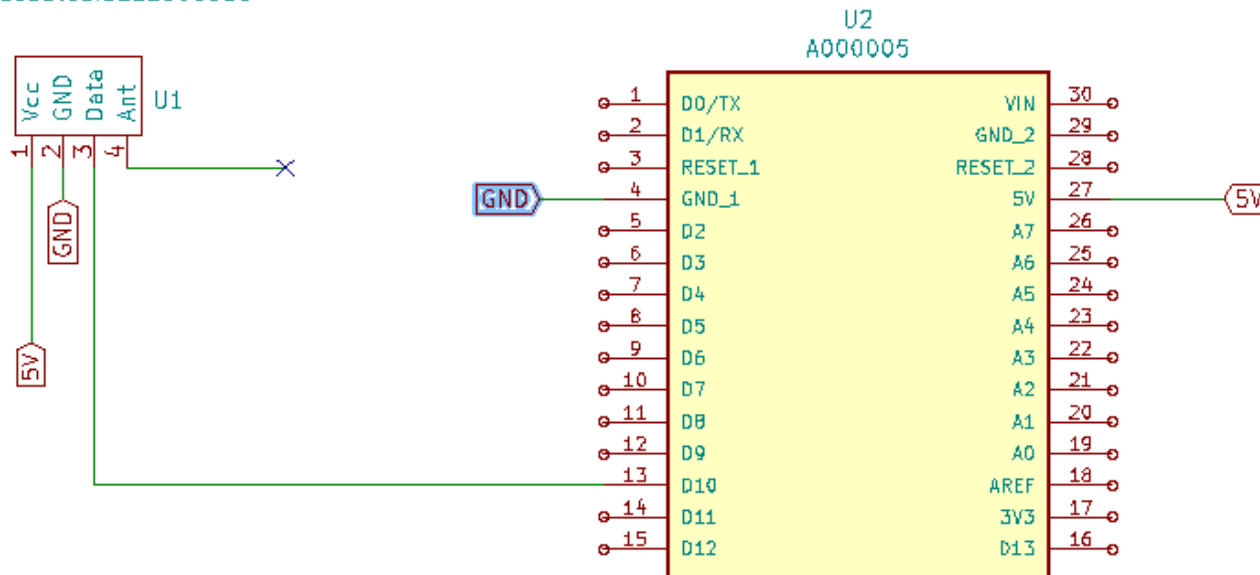 U2
A000005
Vcc
GND
Data
Ant
U1
1
2
3
4
GND
5V
GND
1 D0/TX VIN 30
2 D1/RX GND_2 29
3 RESET_1 RESET_2 28
4 GND_1 5V 27
5V
5 D2 A7 26
6 D3 A6 25
7 D4 A5 24
8 D5 A4 23
9 D6 A3 22
10 D7 A2 21
11 D8 A1 20
12 D9 A0 19
13 D10 AREF 18
14 D11 3V3 17
15 D12 D13 16